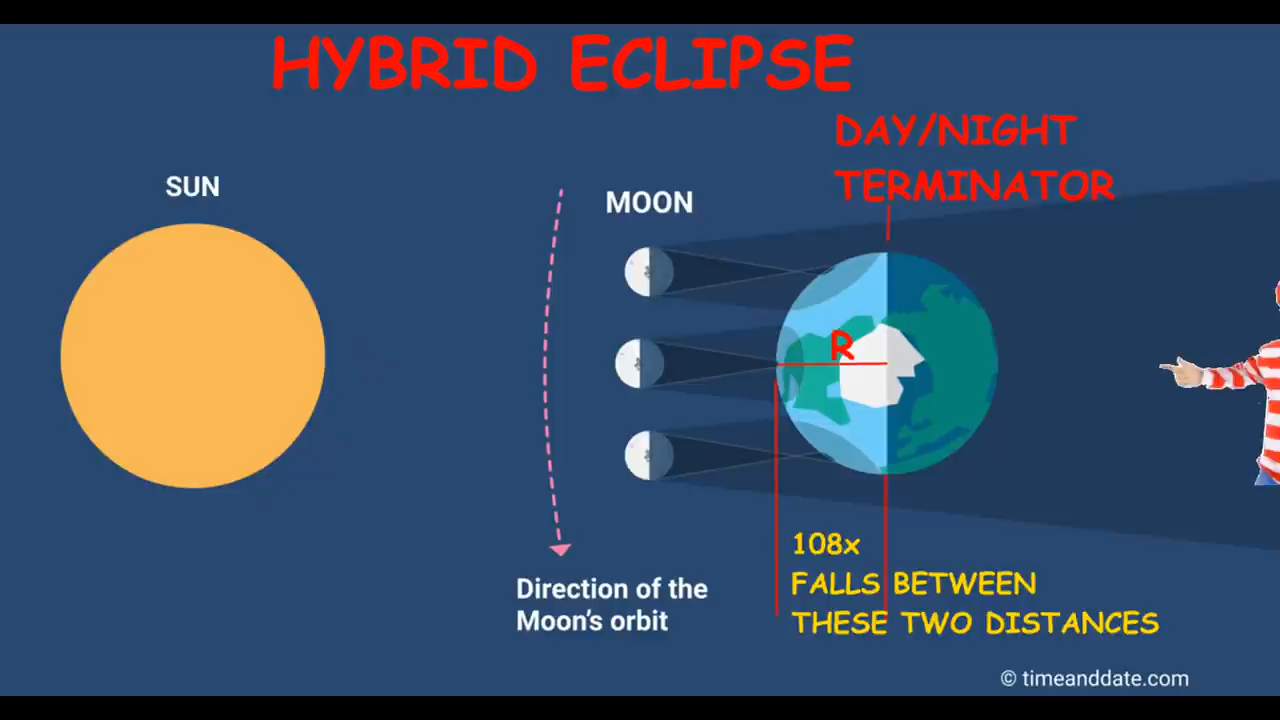 HYBRID ECLIPSE
DAY/NIGHT
TERMINATOR
SUN
MOON
R
108x
FALLS BETWEEN
THESE TWO DISTANCES
Direction of the
Moon's orbit
© timeanddate.com